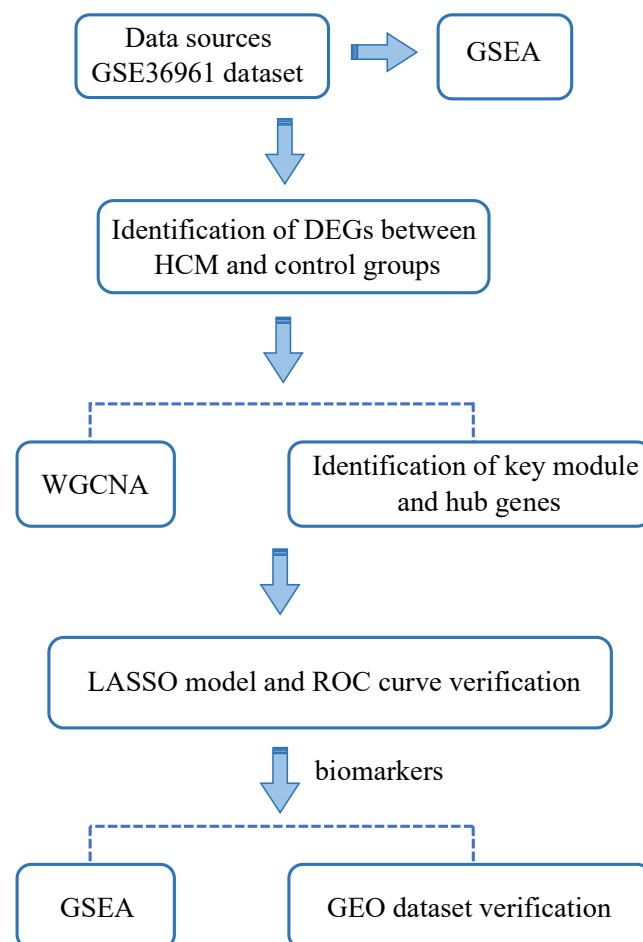 Data sources
GSE36961 dataset
GSEA
Identification of DEGs between
HCM and control groups
WGCNA
Identification of key module
and hub genes
LASSO model and ROC curve verification
biomarkers
GSEA
GEO dataset verification